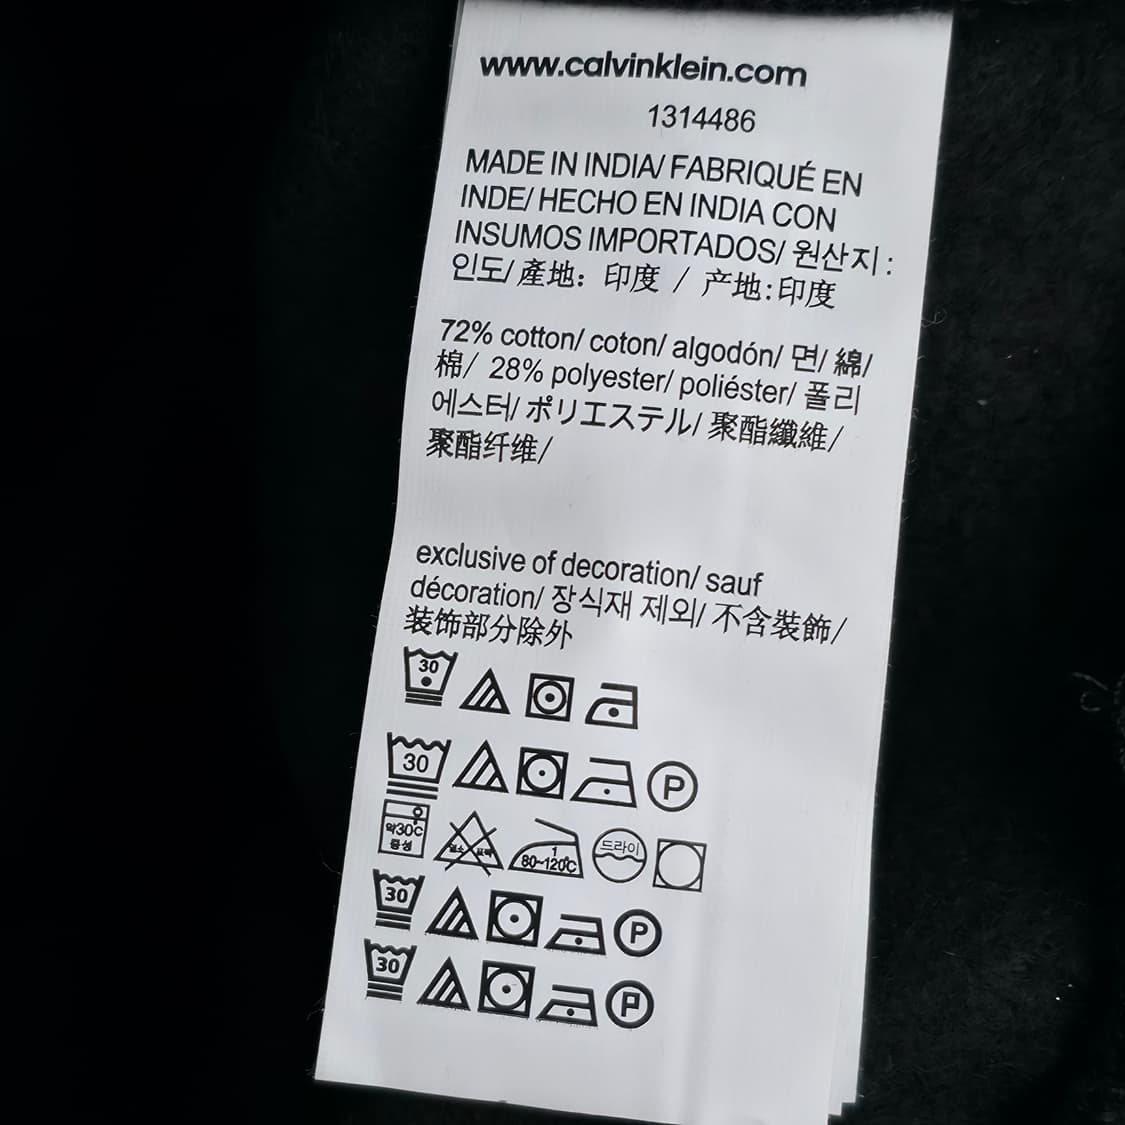 www.calvinklein.com
1314486
MADE IN INDIA/ FABRIQUÉ EN
INDE/ HECHO EN INDIA CON
INSUMOS IMPORTADOS/ 원산지 :
인도/ 產地： 印度 / 产地:印度
72% cotton/ coton/ algodón/ 면/ 綿/
棉/ 28% polyester/ poliéster/ 폴리
에스터/ ポリエステル/ 聚酯纖維/
聚酯纤维/
exclusive of decoration/ sauf
décoration/ 장식재 제외/ 不含裝飾/
装饰部分除外
30
30 P
약30℃ 중성 1 80~120℃ 드라이
30 P
30 P